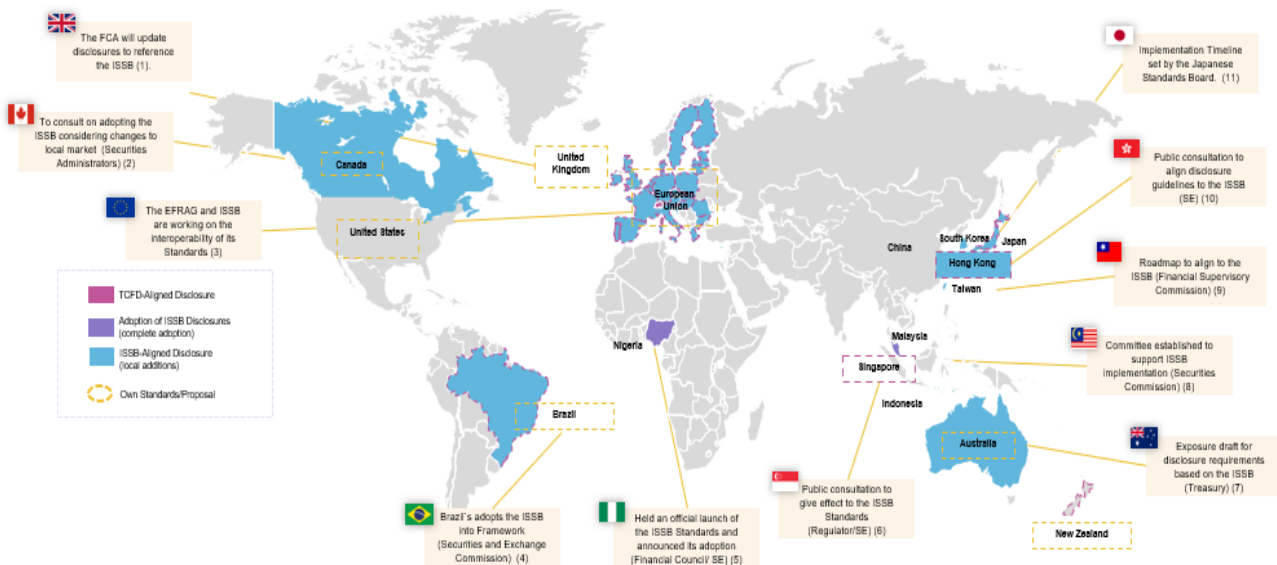 The FCA will update
disclosures to reference
the ISSB (1).
To consult on adopting the
ISSB considering changes to
local market (Securities
Administrators) (2)
The EFRAG and ISSB
are working on the
interoperability of its
Standards (3)
TCFD-Aligned Disclosure
Adoption of ISSB Disclosures
(complete adoption)
ISSB-Aligned Disclosure
(local additions)
Own Standards/Proposal
Canada
United States
United
Kingdom
European
Union
Brazil
Nigeria
China
South Korea
Japan
Hong Kong
Taiwan
Malaysia
Singapore
Indonesia
Australia
New Zealand
Brazil´s adopts the ISSB
into Framework
(Securities and Exchange
Commission) (4)
Held an official launch of
the ISSB Standards and
announced its adoption
(Financial Council/ SE) (5)
Public consultation to
give effect to the ISSB
Standards
(Regulator/SE) (6)
Implementation Timeline
set by the Japanese
Standards Board. (11)
Public consultation to
align disclosure
guidelines to the ISSB
(SE) (10)
Roadmap to align to the
ISSB (Financial Supervisory
Commission) (9)
Committee established to
support ISSB
implementation (Securities
Commission) (8)
Exposure draft for
disclosure requirements
based on the ISSB
(Treasury) (7)